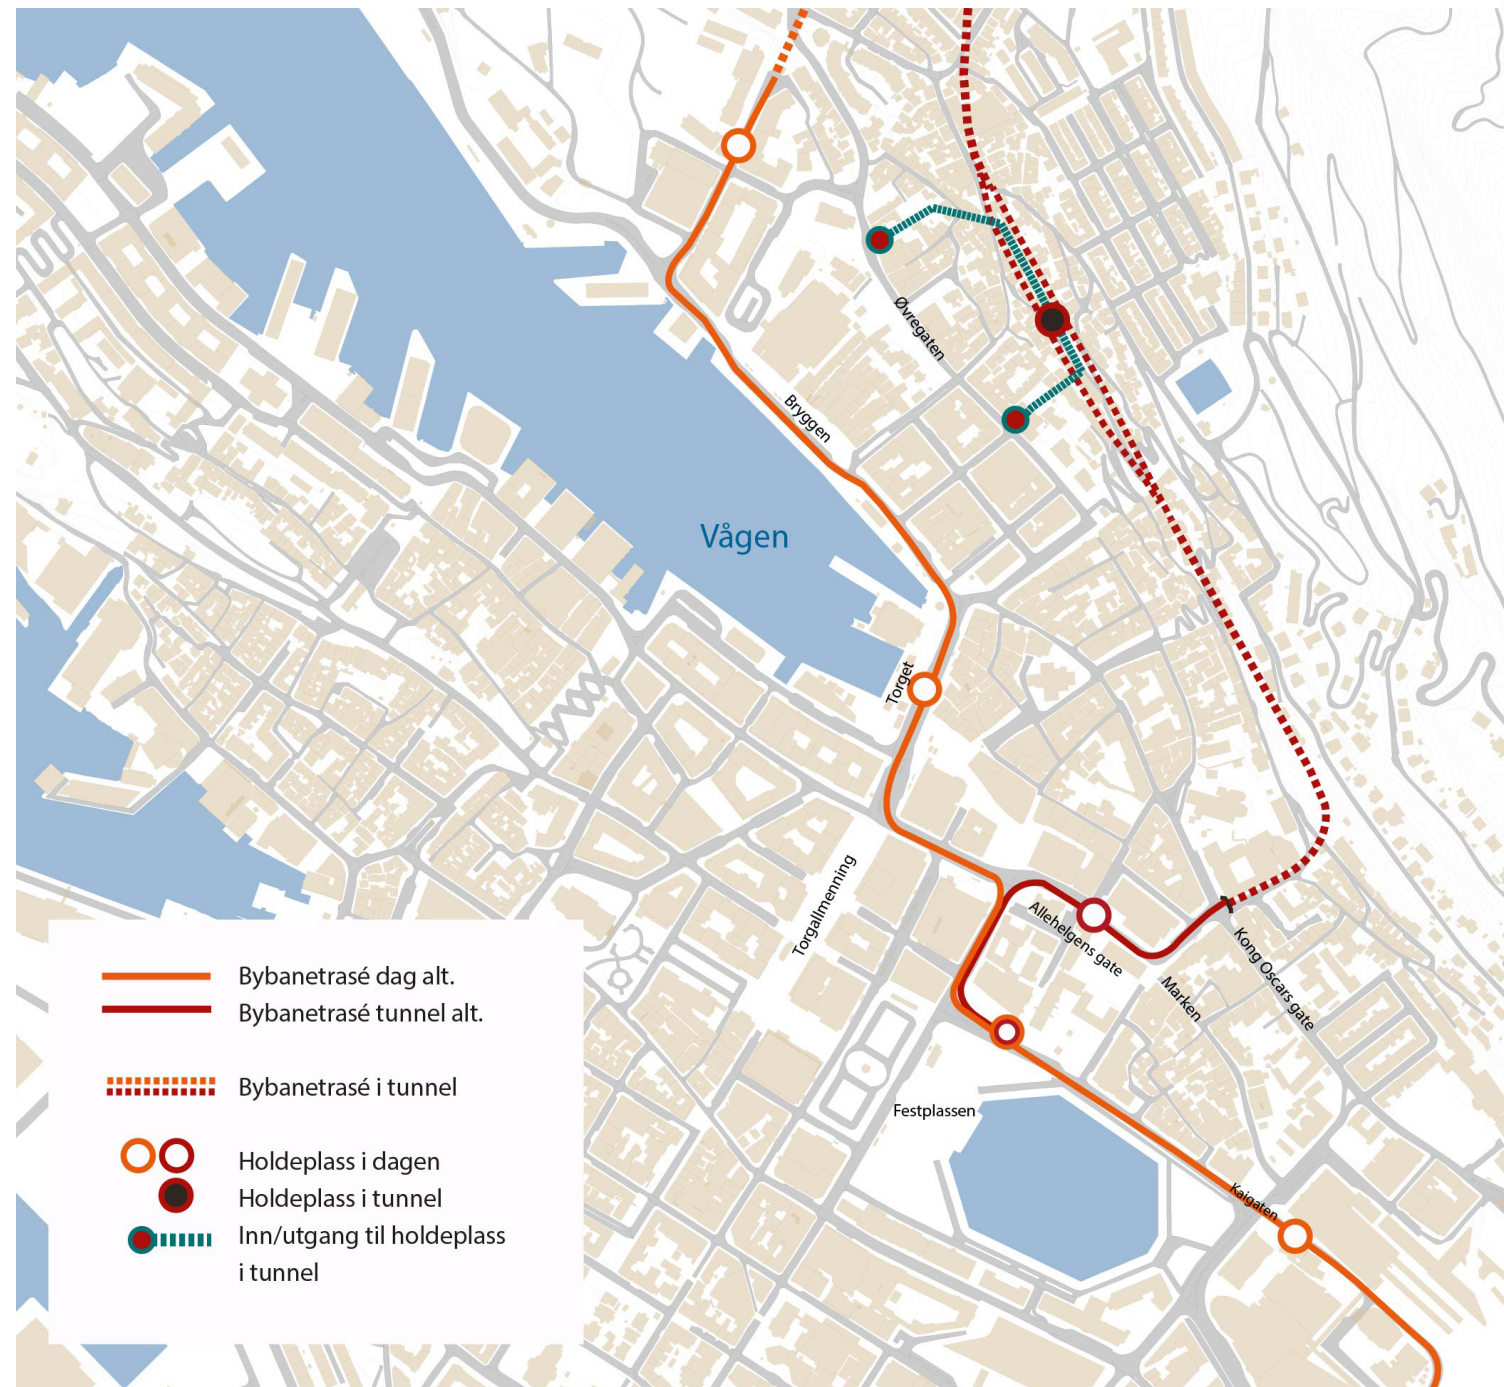 Øvregaten
Bryggen
Vågen
Torget
Torgallmenning
Allehelgens gate
Kong Oscars gate
Marken
Festplassen
Kaigaten
Bybanetrasé dag alt.
Bybanetrasé tunnel alt.
Bybanetrasé i tunnel
Holdeplass i dagen
Holdeplass i tunnel
Inn/utgang til holdeplass
i tunnel